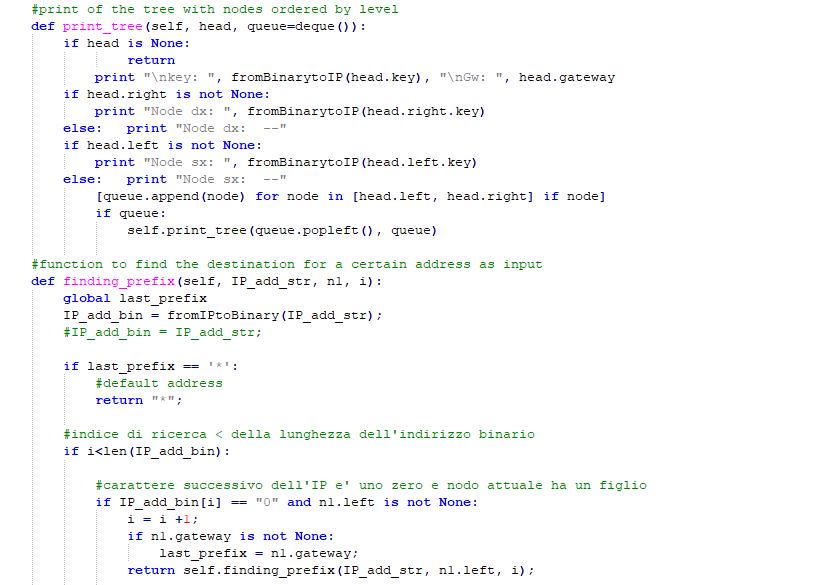 #print of the tree with nodes ordered by level
def print_tree(self, head, queue=deque()):
    if head is None:
            return
        print "\nkey: ", fromBinarytoIP(head.key), "\nGw: ", head.gateway
    if head.right is not None:
        print "Node dx: ", fromBinarytoIP(head.right.key)
    else:   print "Node dx:  --"
    if head.left is not None:
        print "Node sx: ", fromBinarytoIP(head.left.key)
    else:   print "Node sx:  --"
        [queue.append(node) for node in [head.left, head.right] if node]
        if queue:
            self.print_tree(queue.popleft(), queue)

#function to find the destination for a certain address as input
def finding_prefix(self, IP_add_str, n1, i):
    global last_prefix
    IP_add_bin = fromIPtoBinary(IP_add_str);
    #IP_add_bin = IP_add_str;

    if last_prefix == '*':
        #default address
        return "*";

    #indice di ricerca < della lunghezza dell'indirizzo binario
    if i<len(IP_add_bin):

        #carattere successivo dell'IP e' uno zero e nodo attuale ha un figlio
        if IP_add_bin[i] == "0" and n1.left is not None:
            i = i +1;
            if n1.gateway is not None:
                last_prefix = n1.gateway;
            return self.finding_prefix(IP_add_str, n1.left, i);